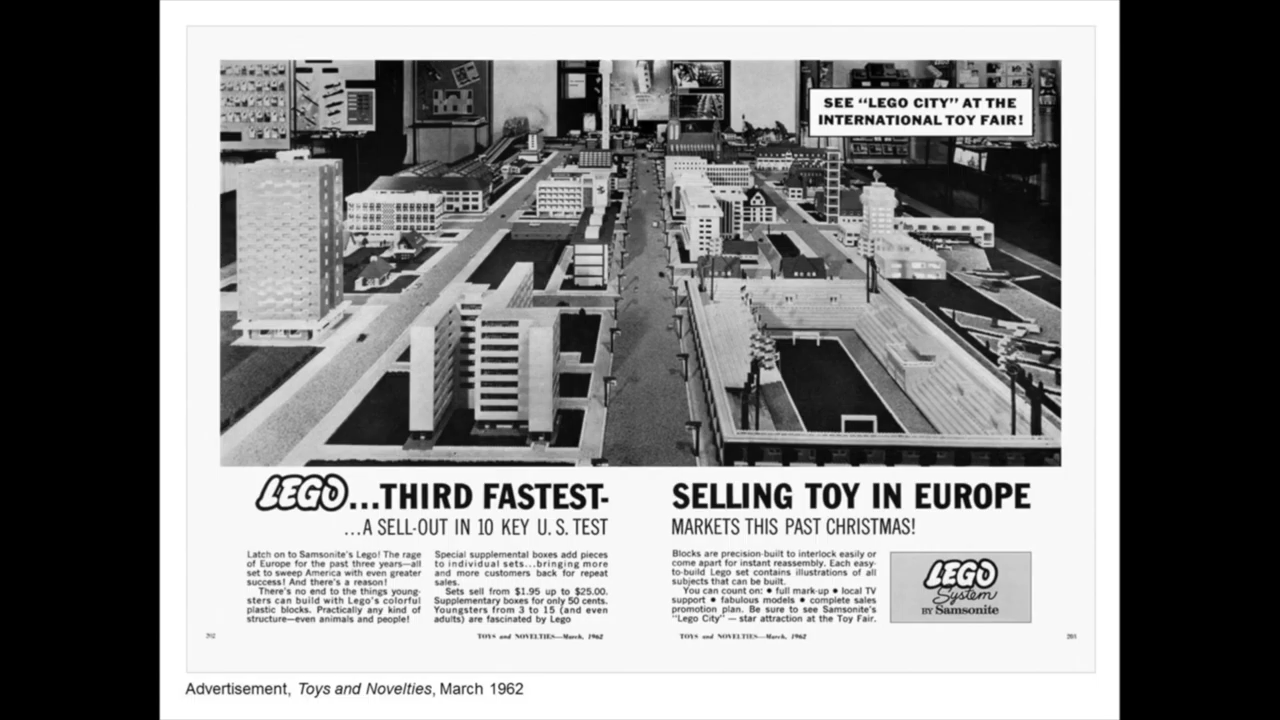 SEE “LEGO CITY” AT THE
INTERNATIONAL TOY FAIR!
LEGO...THIRD FASTEST-
SELLING TOY IN EUROPE
...A SELL-OUT IN 10 KEY U. S. TEST
MARKETS THIS PAST CHRISTMAS!
Latch on to Samsonite's Lego! The rage
of Europe for the past three years—all
set to sweep America with even greater
success! And there's a reason!
There's no end to the things young-
sters can build with Lego's colorful
plastic blocks. Practically any kind of
structure—even animals and people!
Special supplemental boxes add pieces
to individual sets...bringing more
and more customers back for repeat
sales.
Sets sell from $1.95 up to $25.00.
Supplementary boxes for only 50 cents.
Youngsters from 3 to 15 (and even
adults) are fascinated by Lego
Blocks are precision-built to interlock easily or
come apart for instant reassembly. Each easy-
to-build Lego set contains illustrations of all
subjects that can be built.
You can count on: • full mark-up • local TV
support • fabulous models • complete sales
promotion plan. Be sure to see Samsonite's
"Lego City" — star attraction at the Toy Fair.
LEGO
System
BY Samsonite
202
TOYS and NOVELTIES—March, 1962
TOYS and NOVELTIES—March, 1962
Advertisement, Toys and Novelties, March 1962